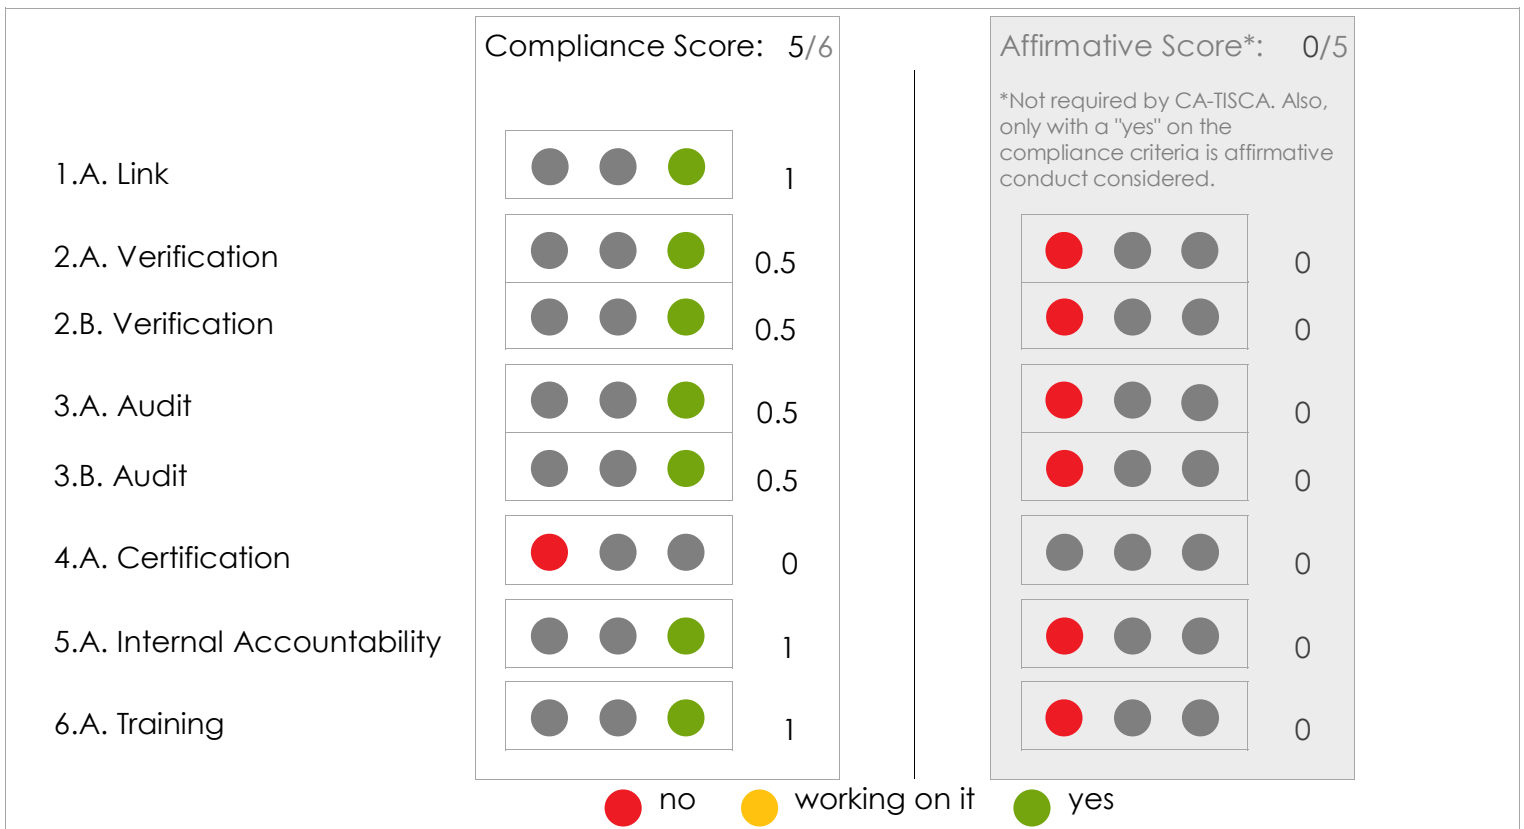 Compliance Score: 5/6
Affirmative Score*: 0/5
*Not required by CA-TISCA. Also,
only with a "yes" on the
compliance criteria is affirmative
conduct considered.
1.A. Link 1
2.A. Verification 0.5 0
2.B. Verification 0.5 0
3.A. Audit 0.5 0
3.B. Audit 0.5 0
4.A. Certification 0 0
5.A. Internal Accountability 1 0
6.A. Training 1 0
no working on it yes